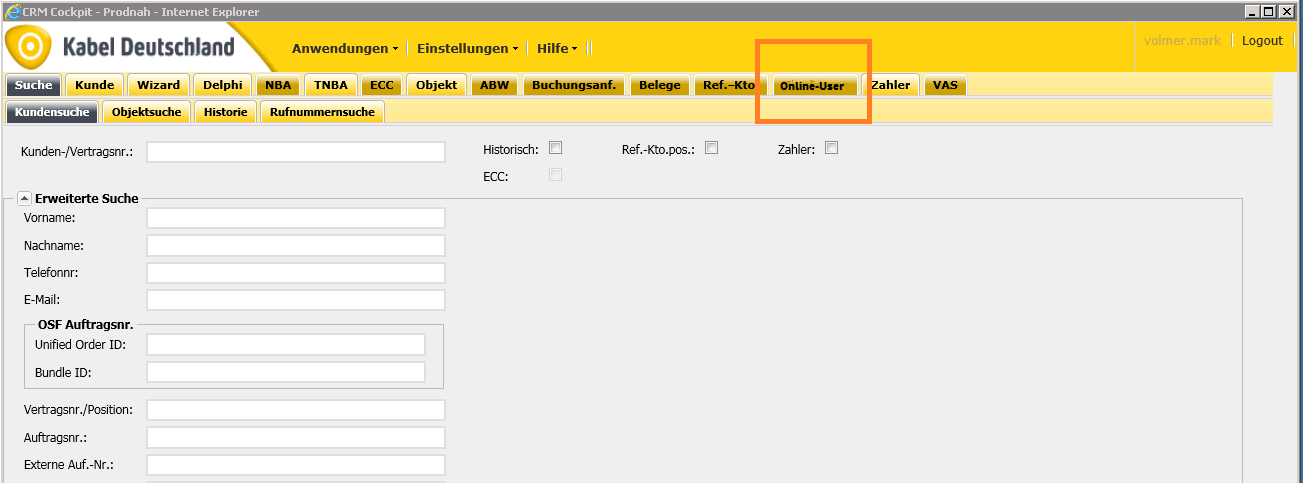 CRM Cockpit - Prodnah - Internet Explorer
Kabel Deutschland Anwendungen Einstellungen Hilfe volmer.mark Logout
Suche Kunde Wizard Delphi NBA TNBA ECC Objekt ABW Buchungsanf. Belege Ref.-Kto Online-User Zahler VAS
Kundensuche Objektsuche Historie Rufnummernsuche
Kunden-/Vertragsnr.: Historisch: Ref.-Kto.pos.: Zahler:
ECC:
Erweiterte Suche
Vorname:
Nachname:
Telefonnr:
E-Mail:
OSF Auftragsnr.
Unified Order ID:
Bundle ID:
Vertragsnr./Position:
Auftragsnr.:
Externe Auf.-Nr.: